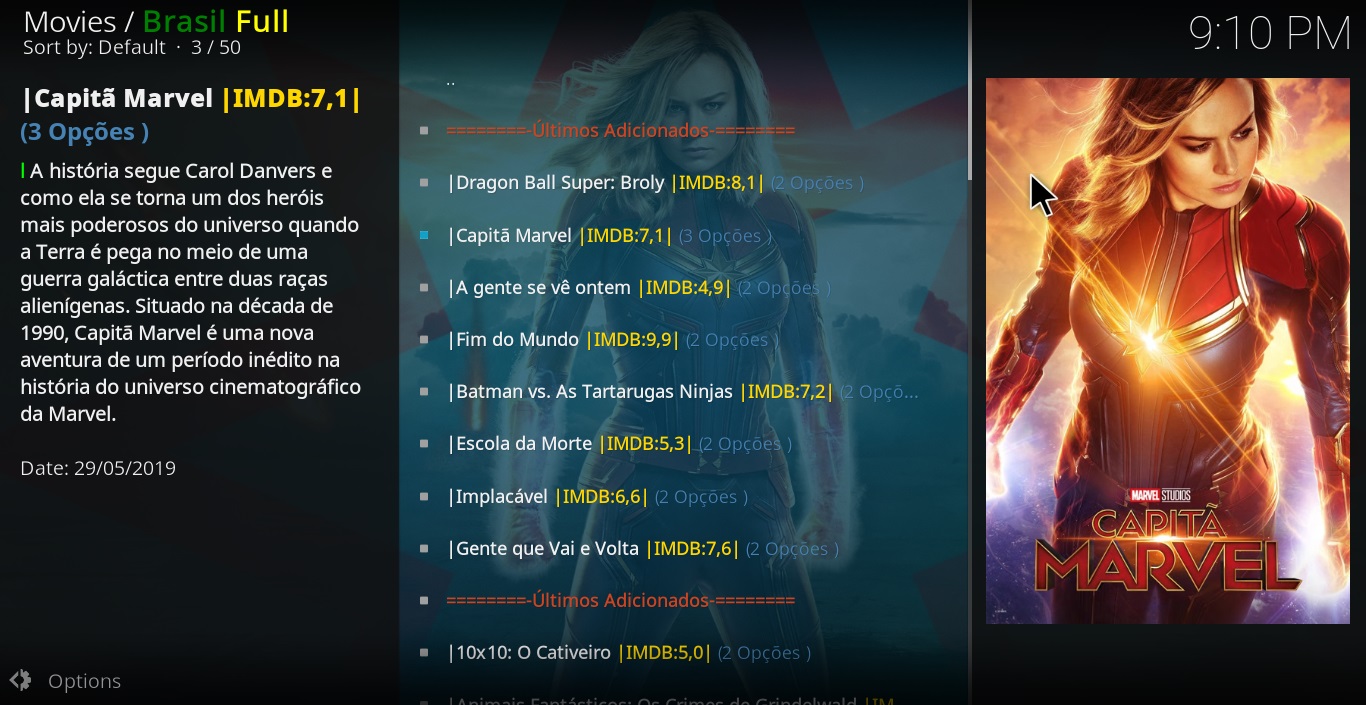 Movies / Brasil Full
Sort by: Default · 3 / 50
9:10 PM
|Capitã Marvel |IMDB:7,1|
(3 Opções )
| A história segue Carol Danvers e
como ela se torna um dos heróis
mais poderosos do universo quando
a Terra é pega no meio de uma
guerra galáctica entre duas raças
alienígenas. Situado na década de
1990, Capitã Marvel é uma nova
aventura de um período inédito na
história do universo cinematográfico
da Marvel.
Date: 29/05/2019
..
========-Últimos Adicionados-========
|Dragon Ball Super: Broly |IMDB:8,1| (2 Opções )
|Capitã Marvel |IMDB:7,1| (3 Opções )
|A gente se vê ontem |IMDB:4,9| (2 Opções )
|Fim do Mundo |IMDB:9,9| (2 Opções )
|Batman vs. As Tartarugas Ninjas |IMDB:7,2| (2 Opçõ...
|Escola da Morte |IMDB:5,3| (2 Opções )
|Implacável |IMDB:6,6| (2 Opções )
|Gente que Vai e Volta |IMDB:7,6| (2 Opções )
========-Últimos Adicionados-========
|10x10: O Cativeiro |IMDB:5,0| (2 Opções )
|Animais Fantásticos: Os Crimes de Grindelwald |IM...
MARVEL STUDIOS
CAPITÃ
MARVEL
Options